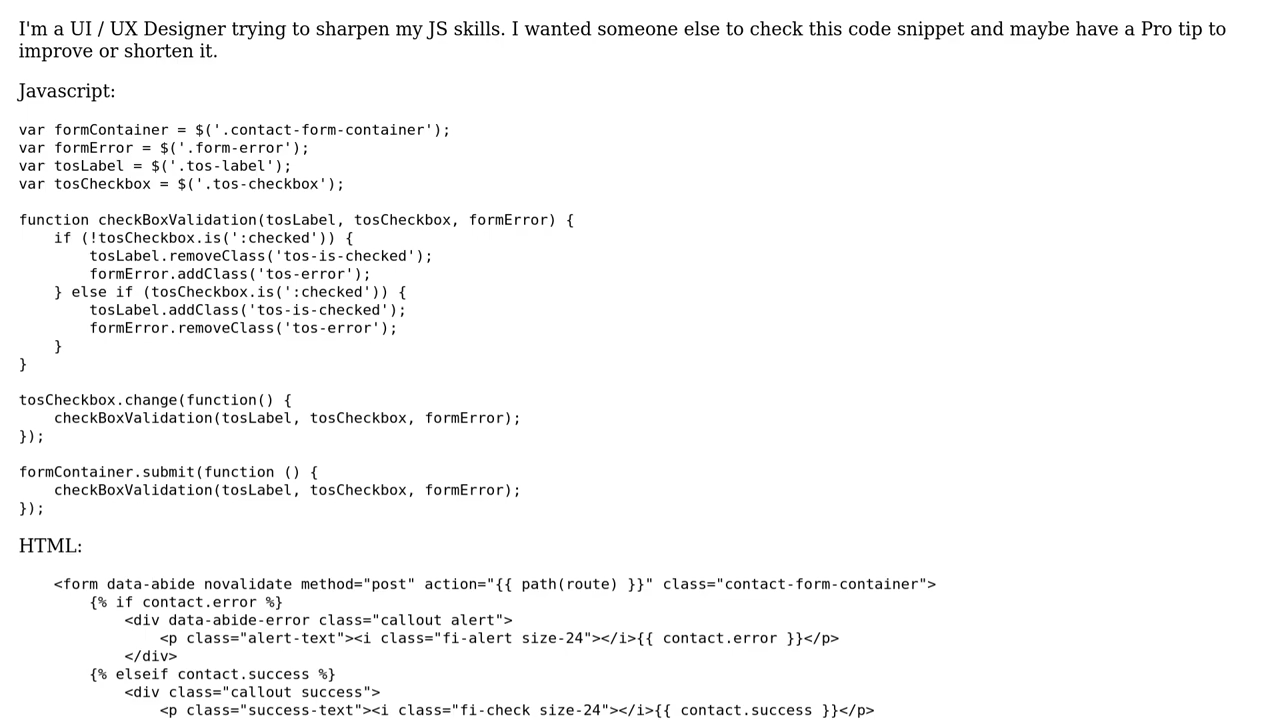 I'm a UI / UX Designer trying to sharpen my JS skills. I wanted someone else to check this code snippet and maybe have a Pro tip to
improve or shorten it.
Javascript:
var formContainer = $('.contact-form-container');
var formError = $('.form-error');
var tosLabel = $('.tos-label');
var tosCheckbox = $('.tos-checkbox');
function checkBoxValidation(tosLabel, tosCheckbox, formError) {
    if (!tosCheckbox.is(':checked')) {
        tosLabel.removeClass('tos-is-checked');
        formError.addClass('tos-error');
    } else if (tosCheckbox.is(':checked')) {
        tosLabel.addClass('tos-is-checked');
        formError.removeClass('tos-error');
    }
}
tosCheckbox.change(function() {
    checkBoxValidation(tosLabel, tosCheckbox, formError);
});
formContainer.submit(function () {
    checkBoxValidation(tosLabel, tosCheckbox, formError);
});
HTML:
    <form data-abide novalidate method="post" action="{{ path(route) }}" class="contact-form-container">
        {% if contact.error %}
            <div data-abide-error class="callout alert">
                <p class="alert-text"><i class="fi-alert size-24"></i>{{ contact.error }}</p>
            </div>
        {% elseif contact.success %}
            <div class="callout success">
                <p class="success-text"><i class="fi-check size-24"></i>{{ contact.success }}</p>